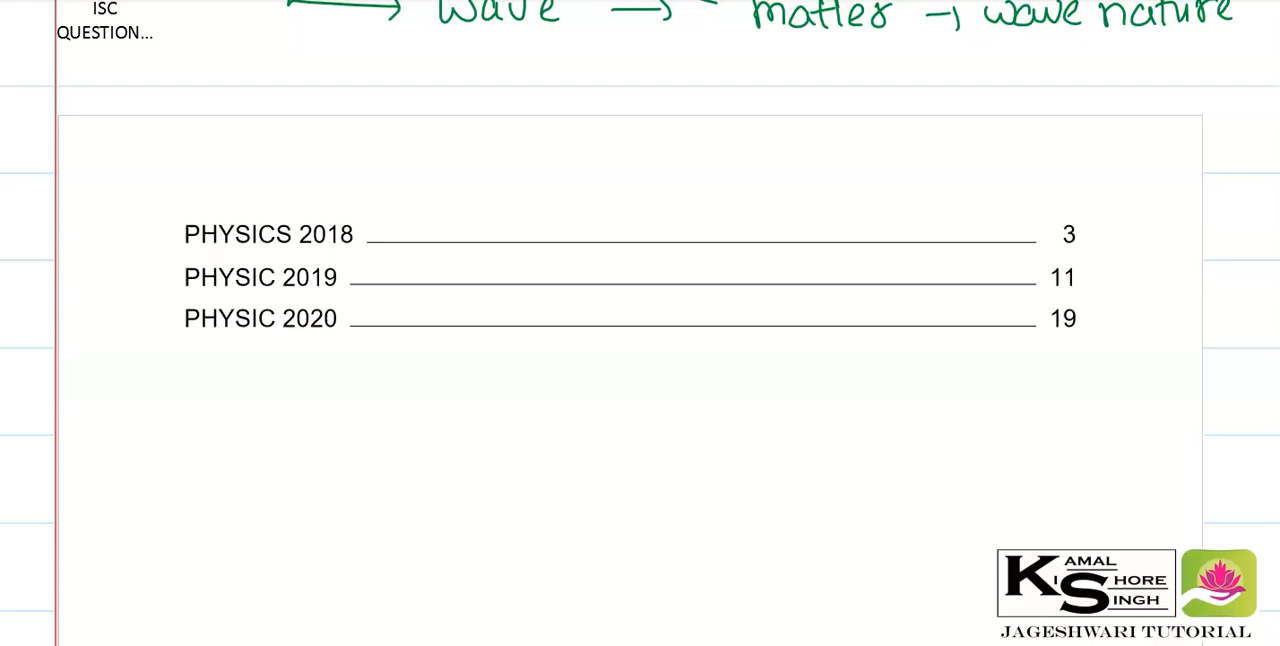 ISC
wave matter → wave nature
QUESTION...
PHYSICS 2018 3
PHYSIC 2019 11
PHYSIC 2020 19
KAMAL
KISHORE
SINGH
JAGESHWARI TUTORIAL